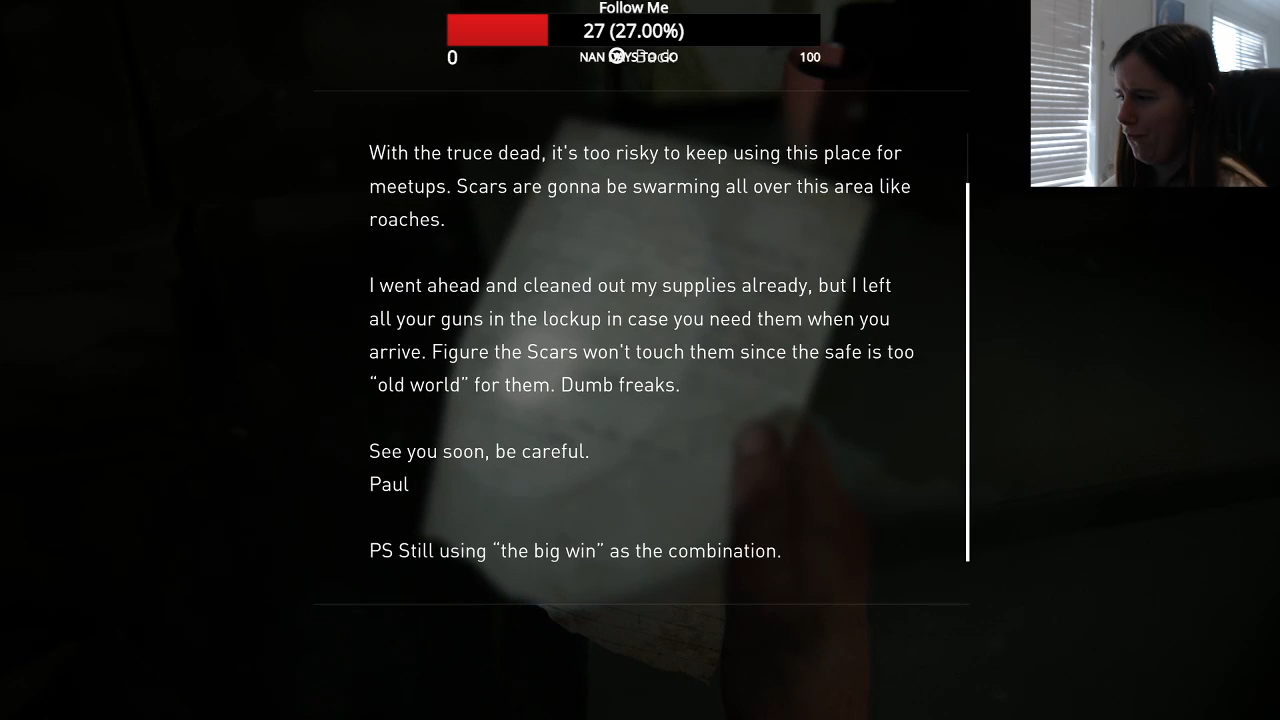 Follow Me
27 (27.00%)
0
NAN DAYS TO GO
100
With the truce dead, it's too risky to keep using this place for
meetups. Scars are gonna be swarming all over this area like
roaches.
I went ahead and cleaned out my supplies already, but I left
all your guns in the lockup in case you need them when you
arrive. Figure the Scars won't touch them since the safe is too
“old world” for them. Dumb freaks.
See you soon, be careful.
Paul
PS Still using “the big win” as the combination.